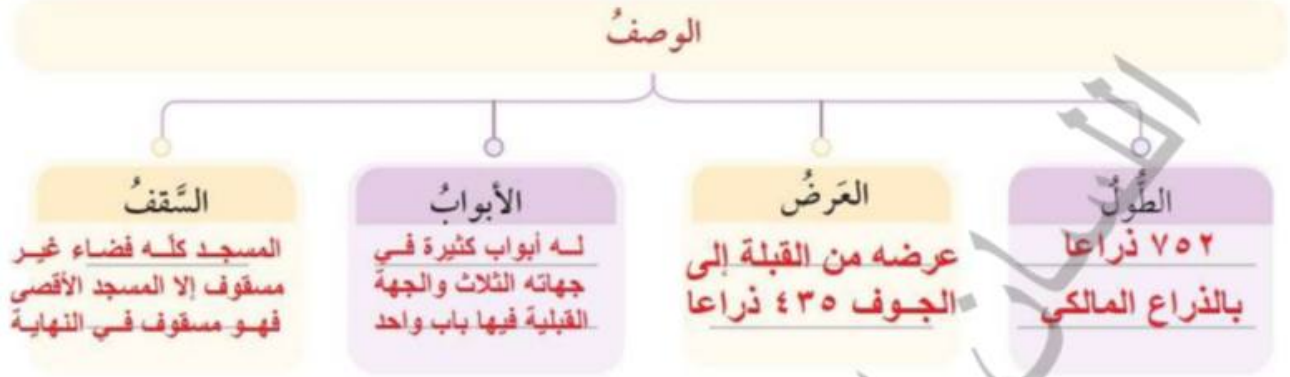 الوصفُ
الطُّولُ
٧٥٢ ذراعا
بالذراع المالكي
العَرضُ
عرضه من القبلة إلى
الجوف ٤٣٥ ذراعا
الأبوابُ
له أبواب كثيرة في
جهاته الثلاث والجهة
القبلية فيها باب واحد
السَّقفُ
المسجد كلّه فضاء غير
مسقوف إلا المسجد الأقصى
فهو مسقوف في النهاية